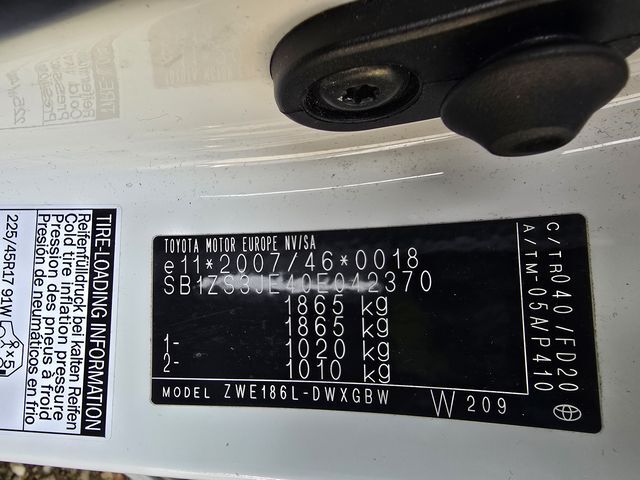 TOYOTA MOTOR EUROPE NV/SA
e11*2007/46*0018
SB1ZS3JE40E042370
1865 kg
1865 kg
1- 1020 kg
2- 1010 kg
MODEL ZWE186L-DWXGBW
W 209
C/TR040/FD20
A/TM-05A/P410
TIRE-LOADING INFORMATION
Reifenfülldruck bei kalten Reifen
Cold tire inflation pressure
Pression des pneus à froid
Presión de neumáticos en frío
225/45R17 91W
x5